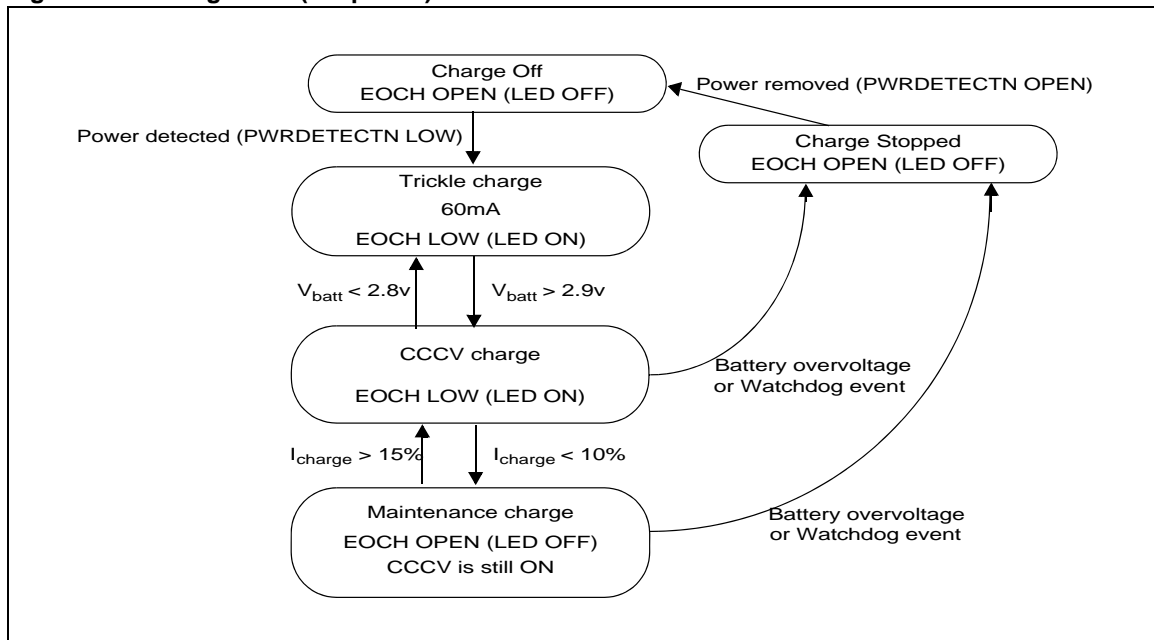 Charge Off
EOCH OPEN (LED OFF)
Power removed (PWRDETECTN OPEN)
Power detected (PWRDETECTN LOW)
Charge Stopped
EOCH OPEN (LED OFF)
Trickle charge
60mA
EOCH LOW (LED ON)
Vbatt < 2.8v
Vbatt > 2.9v
CCCV charge
EOCH LOW (LED ON)
Battery overvoltage
or Watchdog event
Icharge > 15%
Icharge < 10%
Maintenance charge
EOCH OPEN (LED OFF)
CCCV is still ON
Battery overvoltage
or Watchdog event